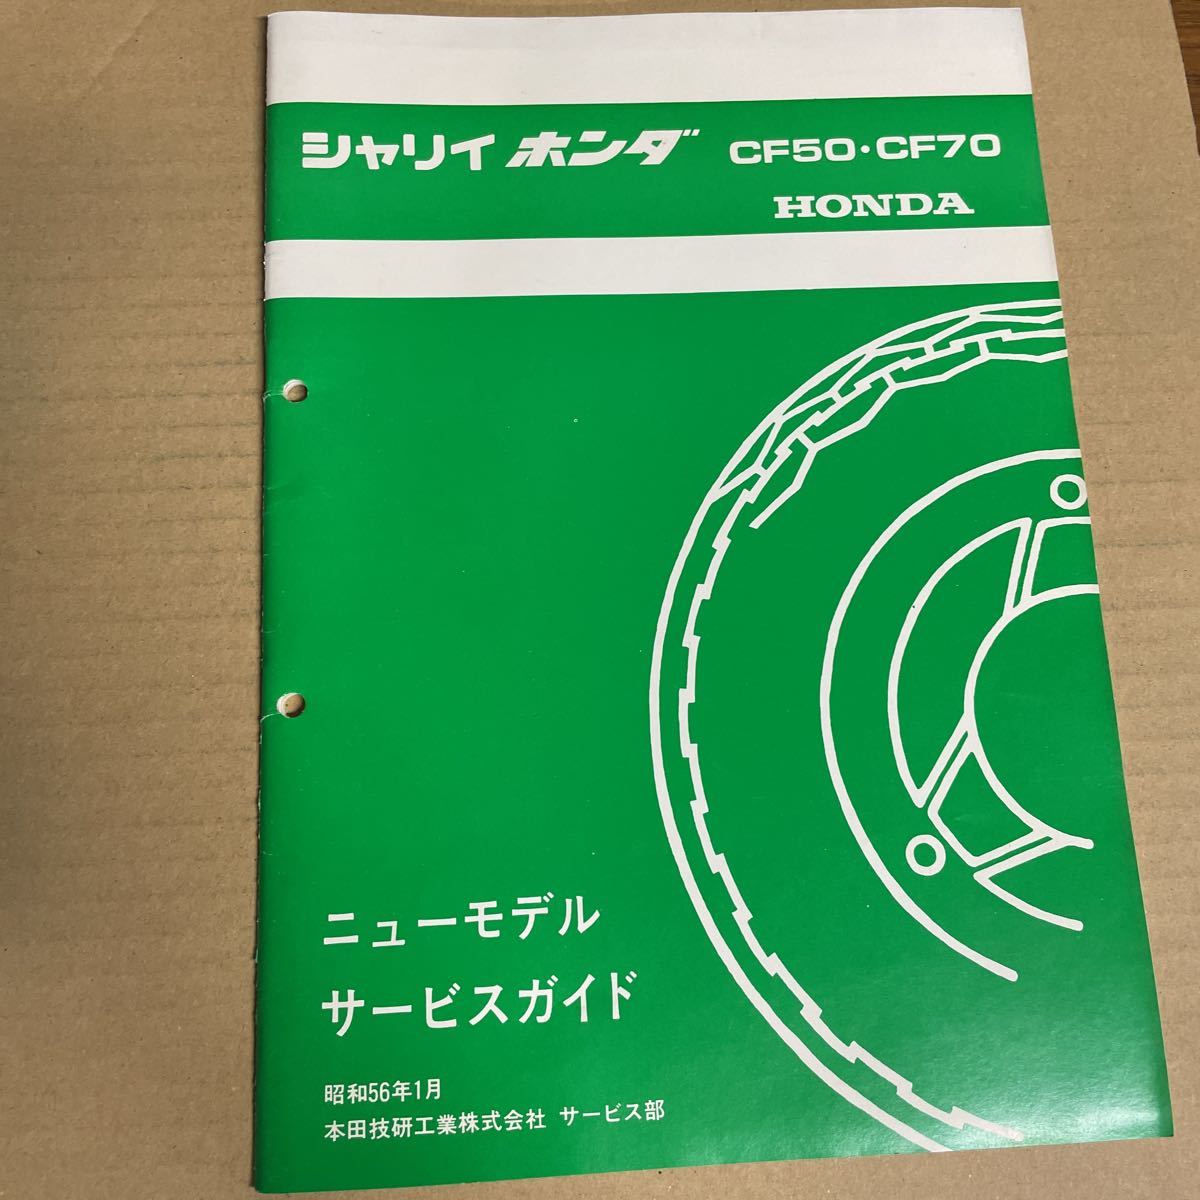 シャリイ ホンダ CF50・CF70
HONDA
ニューモデル
サービスガイド
昭和56年1月
本田技研工業株式会社 サービス部